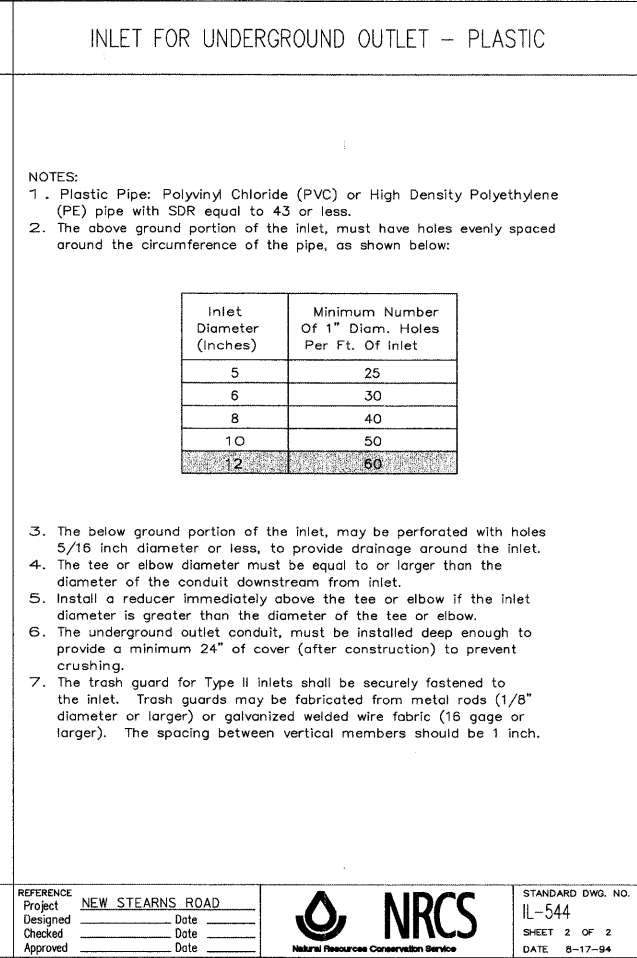 INLET FOR UNDERGROUND OUTLET – PLASTIC
NOTES:
1. Plastic Pipe: Polyvinyl Chloride (PVC) or High Density Polyethylene
(PE) pipe with SDR equal to 43 or less.
2. The above ground portion of the inlet, must have holes evenly spaced
around the circumference of the pipe, as shown below:
Inlet Diameter (Inches) Minimum Number Of 1" Diam. Holes Per Ft. Of Inlet
5 25
6 30
8 40
10 50
12 60
3. The below ground portion of the inlet, may be perforated with holes
5/16 inch diameter or less, to provide drainage around the inlet.
4. The tee or elbow diameter must be equal to or larger than the
diameter of the conduit downstream from inlet.
5. Install a reducer immediately above the tee or elbow if the inlet
diameter is greater than the diameter of the tee or elbow.
6. The underground outlet conduit, must be installed deep enough to
provide a minimum 24" of cover (after construction) to prevent
crushing.
7. The trash guard for Type II inlets shall be securely fastened to
the inlet. Trash guards may be fabricated from metal rods (1/8"
diameter or larger) or galvanized welded wire fabric (16 gage or
larger). The spacing between vertical members should be 1 inch.
REFERENCE
Project NEW STEARNS ROAD
Designed Date
Checked Date
Approved Date
NRCS
Natural Resources Conservation Service
STANDARD DWG. NO.
IL-544
SHEET 2 OF 2
DATE 8-17-94